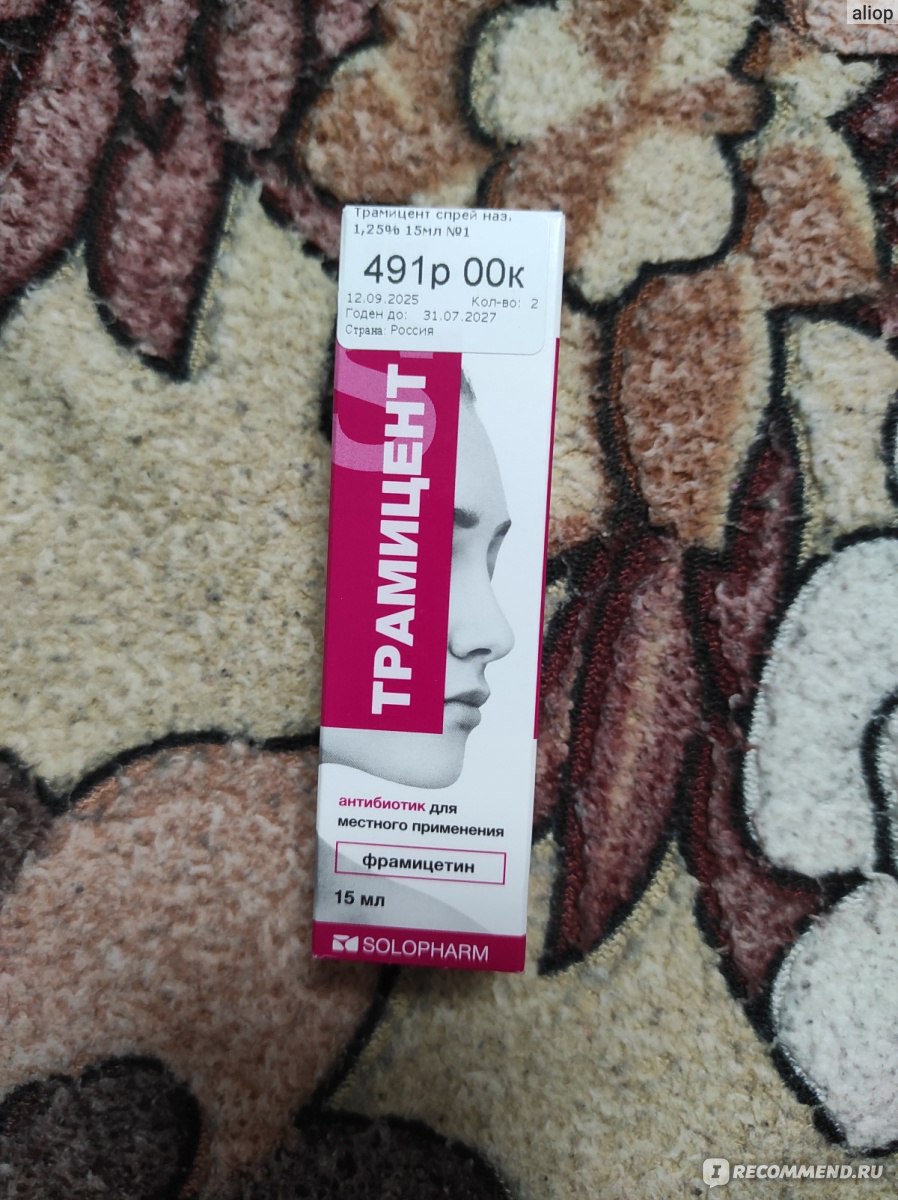 aliop
Трамицент спрей наз.
1,25% 15мл №1
491р 00к
12.09.2025 Кол-во: 2
Годен до: 31.07.2027
Страна: Россия
ТРАМИЦЕНТ
антибиотик для
местного применения
фрамицетин
15 мл
SOLOPHARM
IRECOMMEND.RU